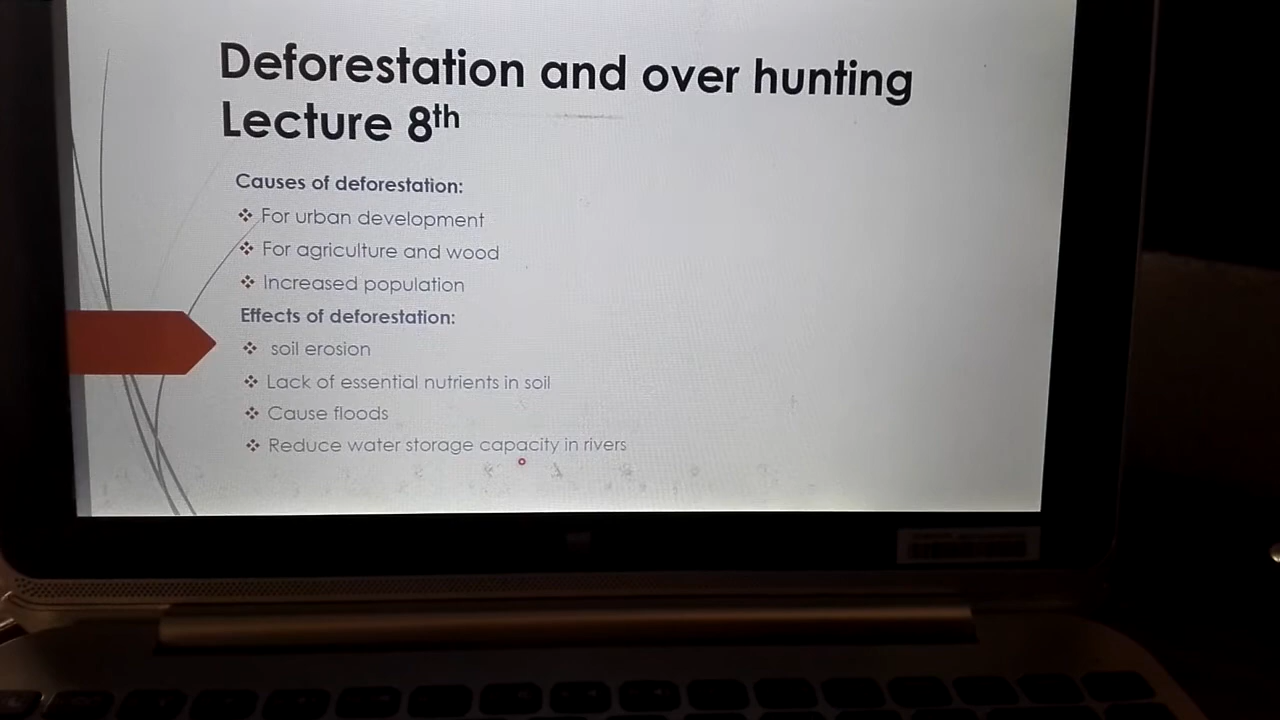 Deforestation and over hunting
Lecture 8th
Causes of deforestation:
❖ For urban development
❖ For agriculture and wood
❖ Increased population
Effects of deforestation:
❖ soil erosion
❖ Lack of essential nutrients in soil
❖ Cause floods
❖ Reduce water storage capacity in rivers